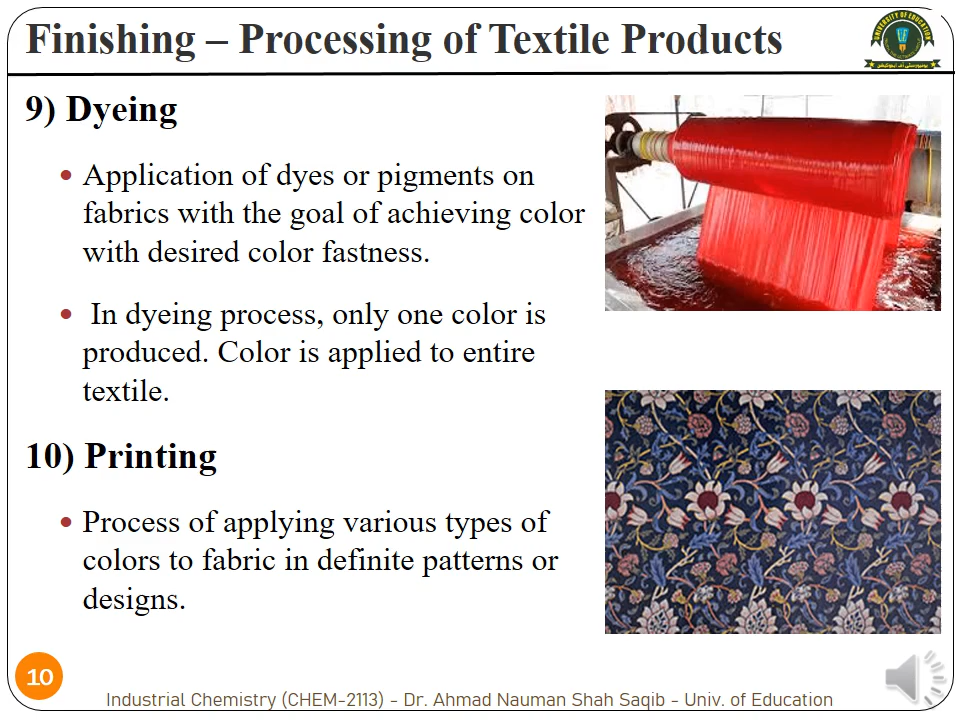 Finishing – Processing of Textile Products
UNIVERSITY OF EDUCATION
9) Dyeing
• Application of dyes or pigments on
fabrics with the goal of achieving color
with desired color fastness.
• In dyeing process, only one color is
produced. Color is applied to entire
textile.
10) Printing
• Process of applying various types of
colors to fabric in definite patterns or
designs.
10
Industrial Chemistry (CHEM-2113) - Dr. Ahmad Nauman Shah Saqib - Univ. of Education